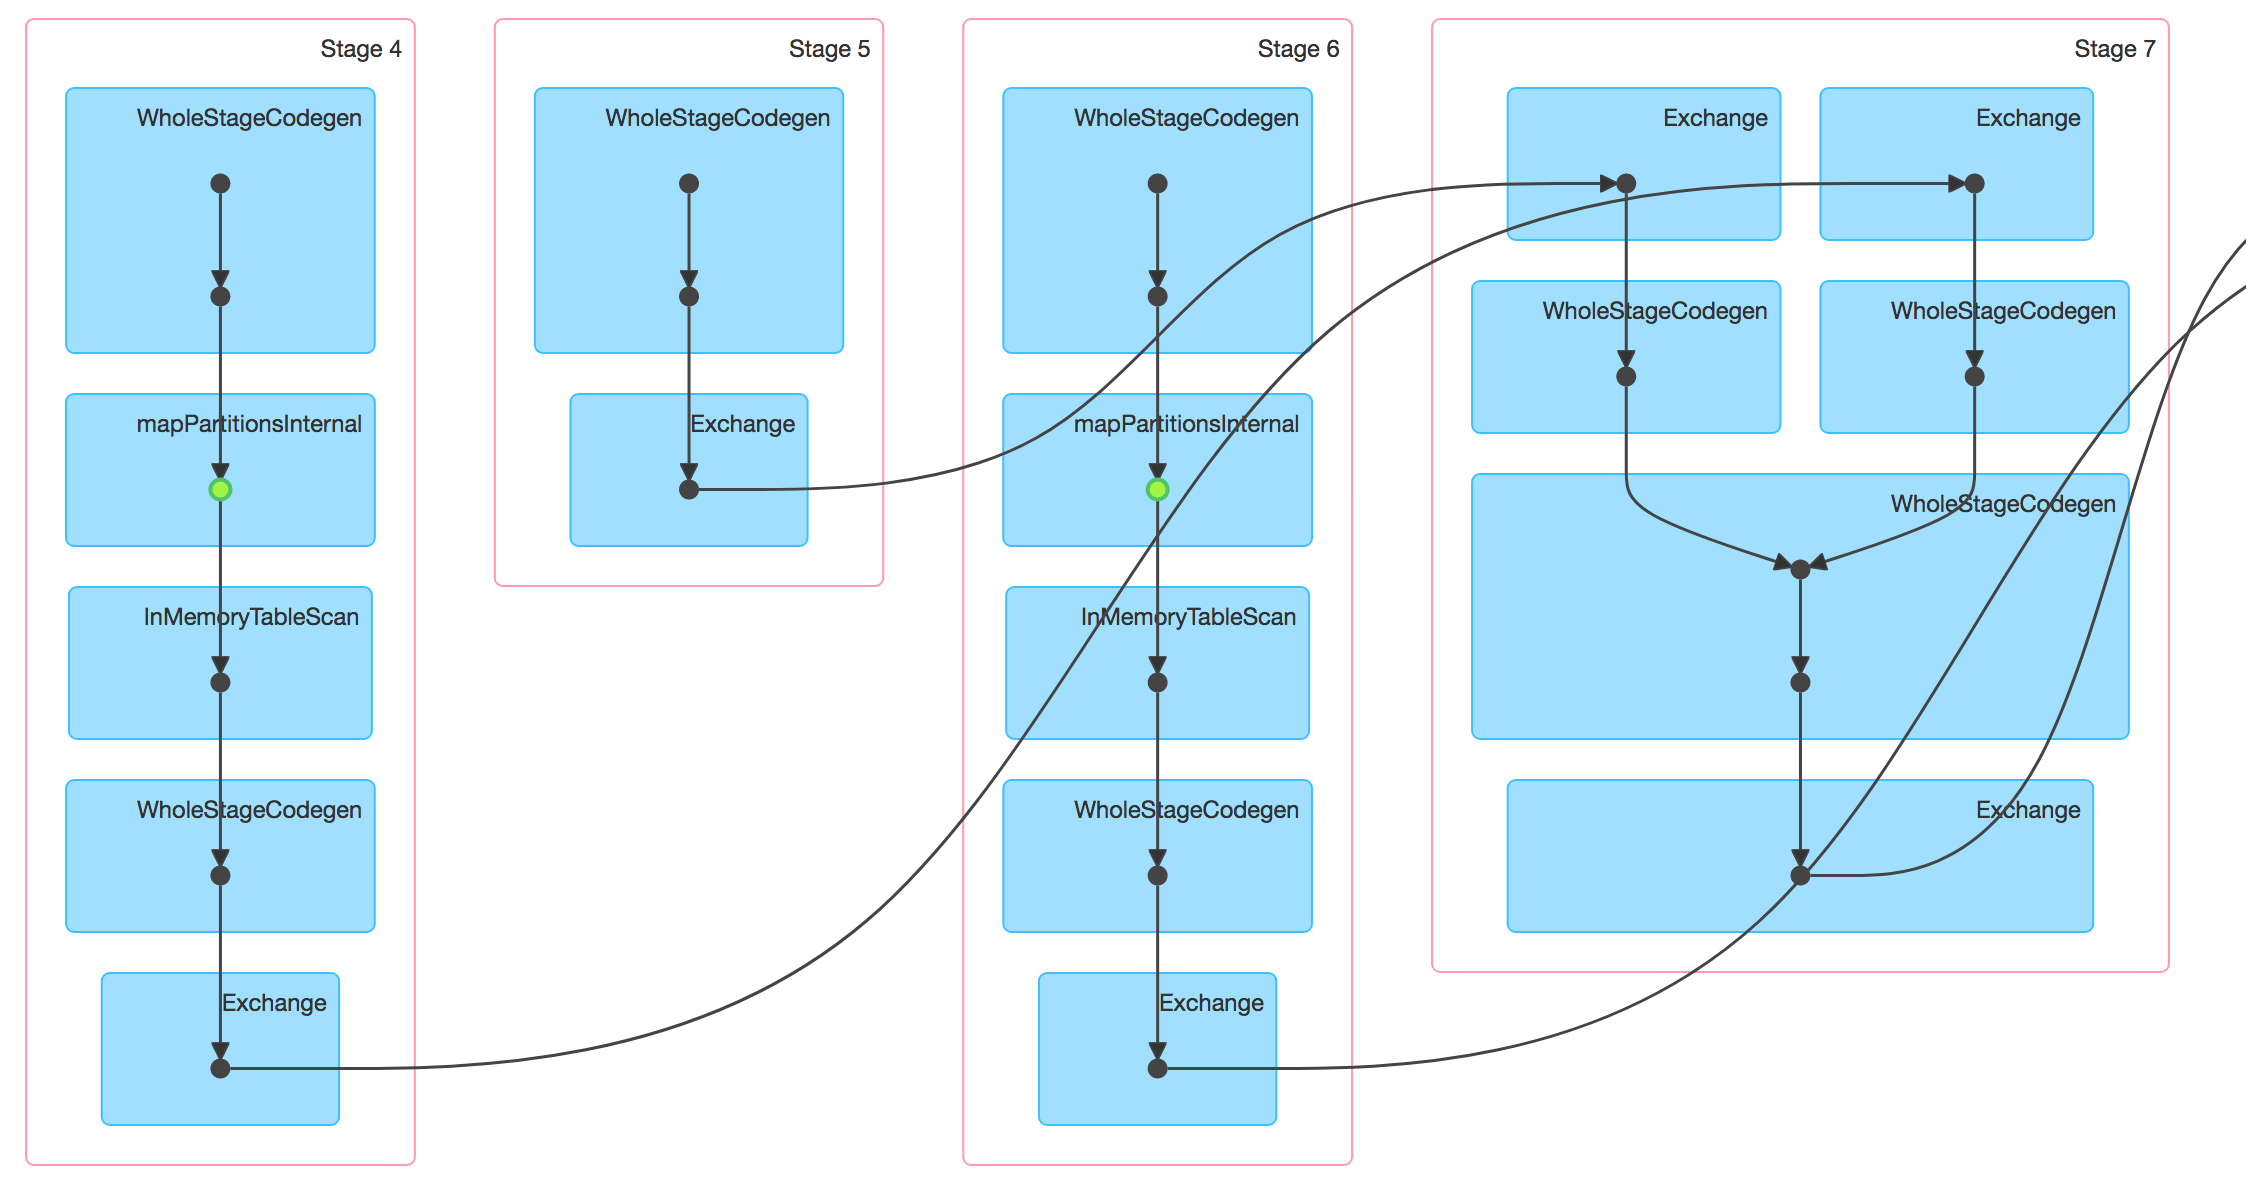 Stage 4
WholeStageCodegen
mapPartitionsInternal
InMemoryTableScan
WholeStageCodegen
Exchange
Stage 5
WholeStageCodegen
Exchange
Stage 6
WholeStageCodegen
mapPartitionsInternal
InMemoryTableScan
WholeStageCodegen
Exchange
Stage 7
Exchange
Exchange
WholeStageCodegen
WholeStageCodegen
WholeStageCodegen
Exchange